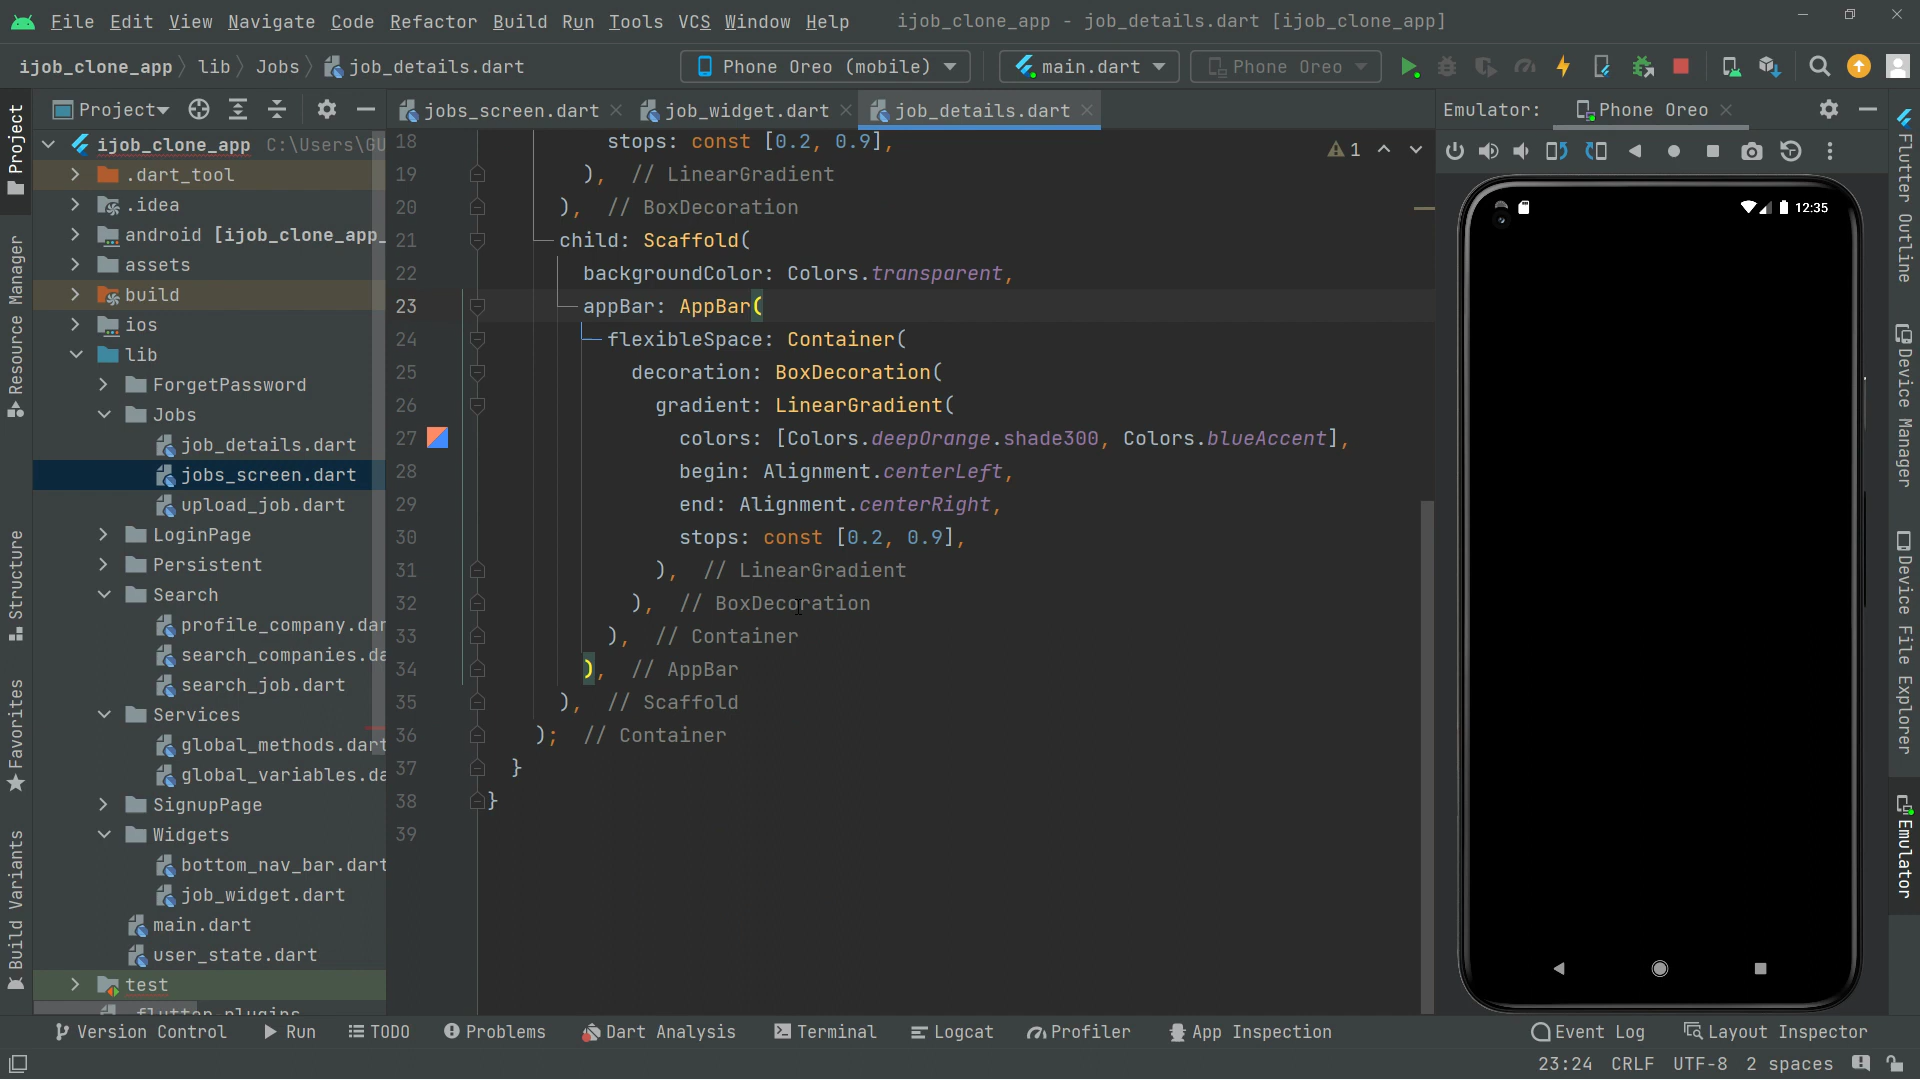 File Edit View Navigate Code Refactor Build Run Tools VCS Window Help ijob_clone_app - job_details.dart [ijob_clone_app]
ijob_clone_app lib Jobs job_details.dart Phone Oreo (mobile) main.dart Phone Oreo
Project jobs_screen.dart job_widget.dart job_details.dart Emulator: Phone Oreo
ijob_clone_app C:\Users\GU
.dart_tool
.idea
android [ijob_clone_app_
assets
build
ios
lib
ForgetPassword
Jobs
job_details.dart
jobs_screen.dart
upload_job.dart
LoginPage
Persistent
Search
profile_company.dar
search_companies.da
search_job.dart
Services
global_methods.dart
global_variables.da
SignupPage
Widgets
bottom_nav_bar.dart
job_widget.dart
main.dart
user_state.dart
test
.flutter-plugins
18 stops: const [0.2, 0.9],
19 ), // LinearGradient
20 ), // BoxDecoration
21 child: Scaffold(
22 backgroundColor: Colors.transparent,
23 appBar: AppBar(
24 flexibleSpace: Container(
25 decoration: BoxDecoration(
26 gradient: LinearGradient(
27 colors: [Colors.deepOrange.shade300, Colors.blueAccent],
28 begin: Alignment.centerLeft,
29 end: Alignment.centerRight,
30 stops: const [0.2, 0.9],
31 ), // LinearGradient
32 ), // BoxDecoration
33 ), // Container
34 ), // AppBar
35 ), // Scaffold
36 ); // Container
37 }
38 }
39
1
12:35
Project
Resource Manager
Structure
Favorites
Build Variants
Flutter Outline
Device Manager
Device File Explorer
Emulator
Version Control Run TODO Problems Dart Analysis Terminal Logcat Profiler App Inspection Event Log Layout Inspector
23:24 CRLF UTF-8 2 spaces